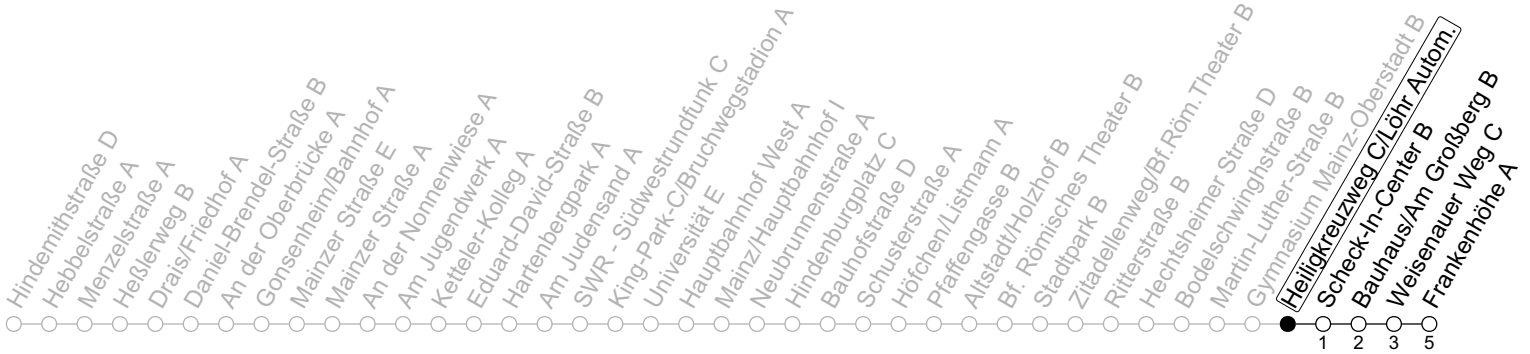 Hindemithstraße D
Hebbelstraße A
Menzelstraße A
Heßlerweg B
Drais/Friedhof A
Daniel-Brendel-Straße B
An der Oberbrücke A
Gonsenheim/Bahnhof A
Mainzer Straße E
Mainzer Straße A
An der Nonnenwiese A
Am Jugendwerk A
Ketteler-Kolleg A
Eduard-David-Straße B
Hartenbergpark A
Am Judensand A
SWR - Südwestrundfunk C
King-Park-C/Bruchwegstadion A
Universität E
Hauptbahnhof West A
Mainz/Hauptbahnhof I
Neubrunnenstraße A
Hindenburgplatz C
Bauhofstraße D
Schusterstraße A
Höfchen/Listmann A
Pfaffengasse B
Altstadt/Holzhof B
Bf. Römisches Theater B
Stadtpark B
Zitadellenweg/Bf.Röm.Theater B
Ritterstraße B
Hechtsheimer Straße D
Bodelschwinghstraße B
Martin-Luther-Straße B
Gymnasium Mainz-Oberstadt B
Heiligkreuzweg C/Löhr Autom.
Scheck-In-Center B
Bauhaus/Am Großberg B
Weisenauer Weg C
Frankenhöhe A
1 2 3 5